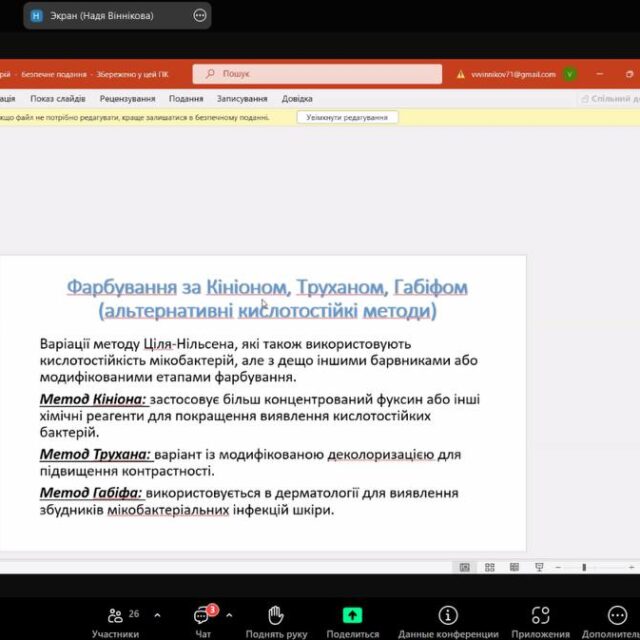 Н Экран (Надя Віннікова)
рій - Безпечне подання - Збережено у цей ПК
Пошук
vwinnikov71@gmail.com
V
ація Показ слайдів Рецензування Подання Записування Довідка
Спільний до
кщо файл не потрібно редагувати, краще залишатися в безпечному поданні.
Увімкнути редагування
Фарбування за Кініоном, Труханом, Габіфом
(альтернативні кислотостійкі методи)
Варіації методу Ціля-Нільсена, які також використовують
кислотостійкість мікобактерій, але з дещо іншими барвниками або
модифікованими етапами фарбування.
Метод Кініона: застосовує більш концентрований фуксин або інші
хімічні реагенти для покращення виявлення кислотостійких
бактерій.
Метод Трухана: варіант із модифікованою деколоризацією для
підвищення контрастності.
Метод Габіфа: використовується в дерматології для виявлення
збудників мікобактеріальних інфекцій шкіри.
26
3
Участники Чат Поднять руку Поделиться Данные конференции Приложения Дополнитель